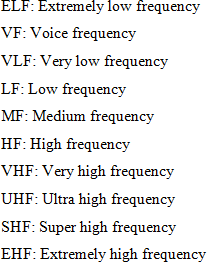 ELF: Extremely low frequency
VF: Voice frequency
VLF: Very low frequency
LF: Low frequency
MF: Medium frequency
HF: High frequency
VHF: Very high frequency
UHF: Ultra high frequency
SHF: Super high frequency
EHF: Extremely high frequency